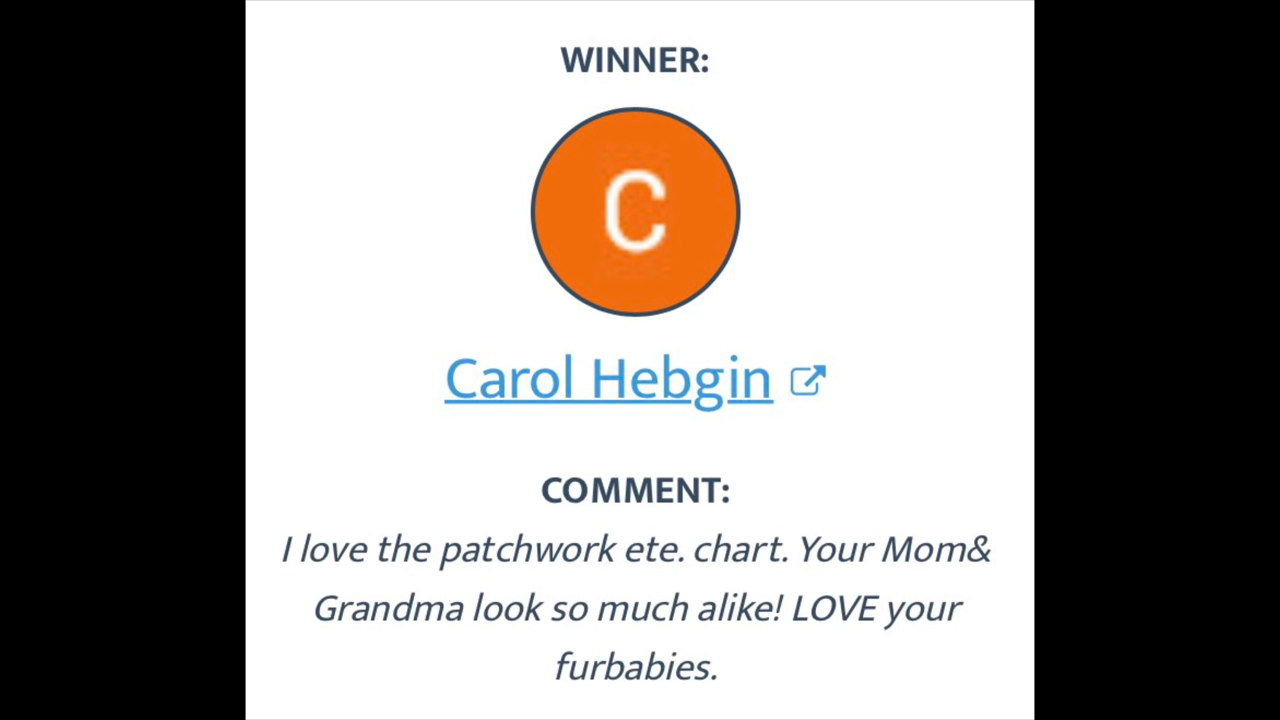 WINNER:
C
Carol Hebgin
COMMENT:
I love the patchwork ete. chart. Your Mom&
Grandma look so much alike! LOVE your
furbabies.